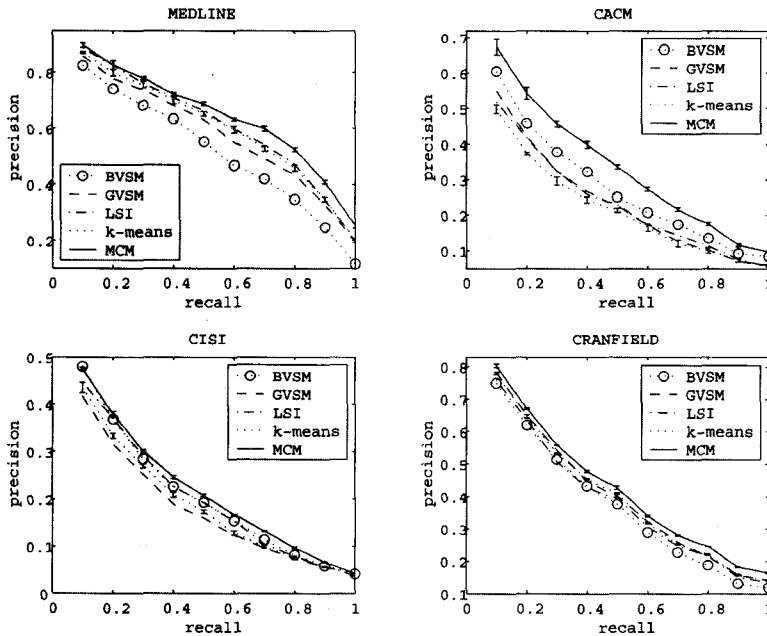 MEDLINE
precision
0.8
0.6
0.4
0.2
BVSM
GVSM
LSI
k-means
MCM
0
0.2
0.4
0.6
0.8
1
recall
CACM
precision
0.7
0.6
0.5
0.4
0.3
0.2
0.1
BVSM
GVSM
LSI
k-means
MCM
0
0.2
0.4
0.6
0.8
1
recall
CISI
precision
0.5
0.4
0.3
0.2
0.1
0
BVSM
GVSM
LSI
k-means
MCM
0
0.2
0.4
0.6
0.8
1
recall
CRANFIELD
precision
0.8
0.7
0.6
0.5
0.4
0.3
0.2
0.1
BVSM
GVSM
LSI
k-means
MCM
0
0.2
0.4
0.6
0.8
1
recall